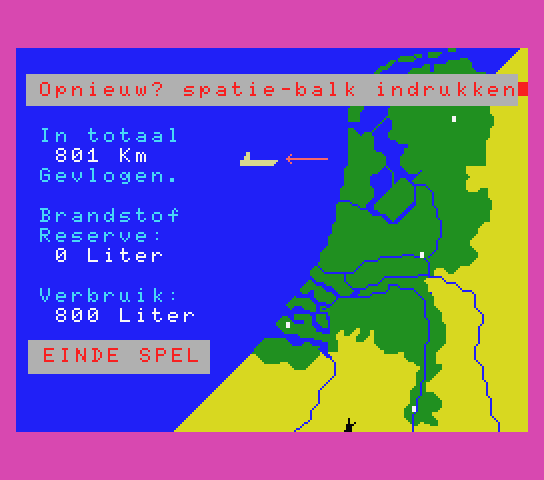 Opnieuw? spatie-balk indrukken
In totaal
801 Km
Gevlogen.
Brandstof
Reserve:
0 Liter
Verbruik:
800 Liter
EINDE SPEL